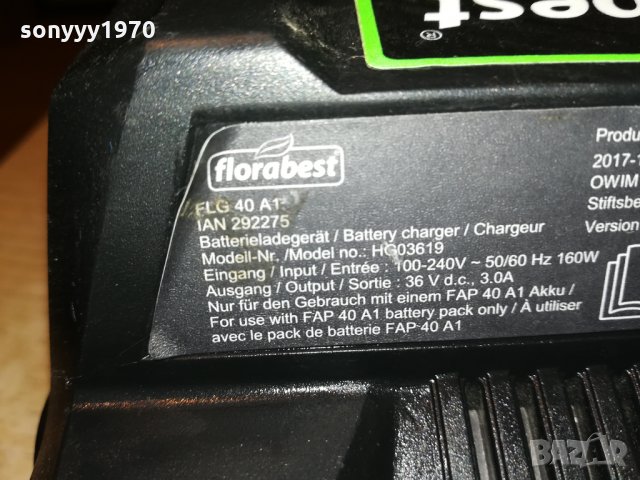 sonyyy1970
best
®
florabest
FLG 40 A1
IAN 292275
Batterieladegerät / Battery charger / Chargeur
Modell-Nr. /Model no.: HG03619
Eingang / Input / Entrée : 100-240V ~ 50/60 Hz 160W
Ausgang / Output / Sortie : 36 V d.c., 3.0A
Nur für den Gebrauch mit einem FAP 40 A1 Akku /
For use with FAP 40 A1 battery pack only / À utiliser
avec le pack de batterie FAP 40 A1
Produ
2017-1
OWIM
Stiftsbe
Version
BAZAR